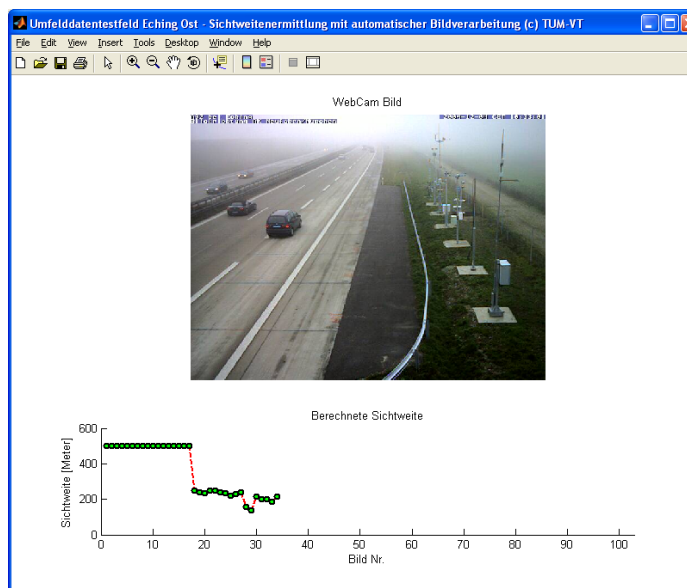 Umfelddatentestfeld Eching Ost - Sichtweitenermittlung mit automatischer Bildverarbeitung (c) TUM-VT
File Edit View Insert Tools Desktop Window Help
WebCam Bild
Berechnete Sichtweite
Sichtweite [Meter]
600
400
200
0
0 10 20 30 40 50 60 70 80 90 100
Bild Nr.